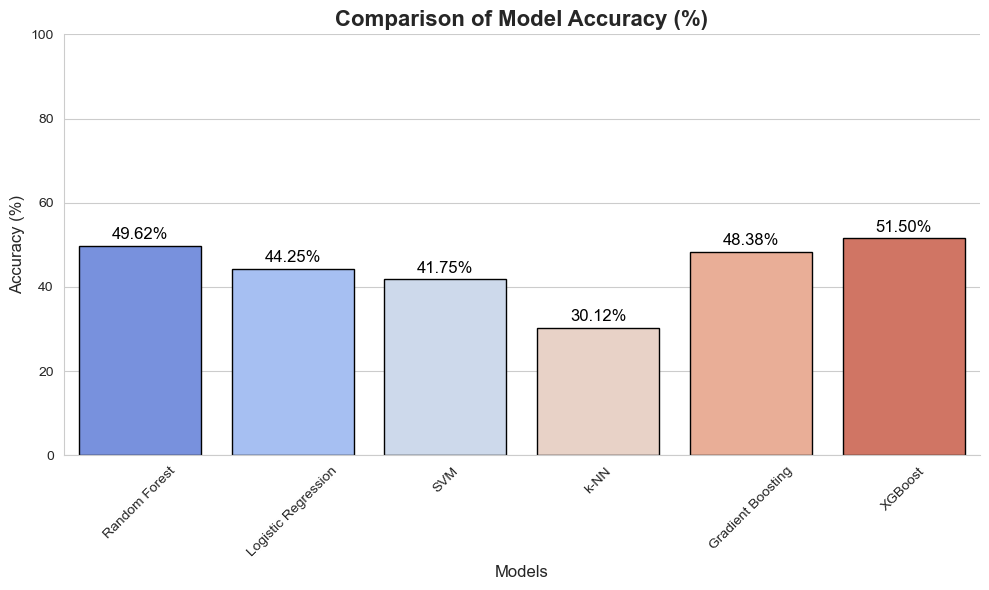 Comparison of Model Accuracy (%)
Accuracy (%)
100
80
60
40
20
0
49.62%
44.25%
41.75%
30.12%
48.38%
51.50%
Random Forest
Logistic Regression
SVM
k-NN
Gradient Boosting
XGBoost
Models